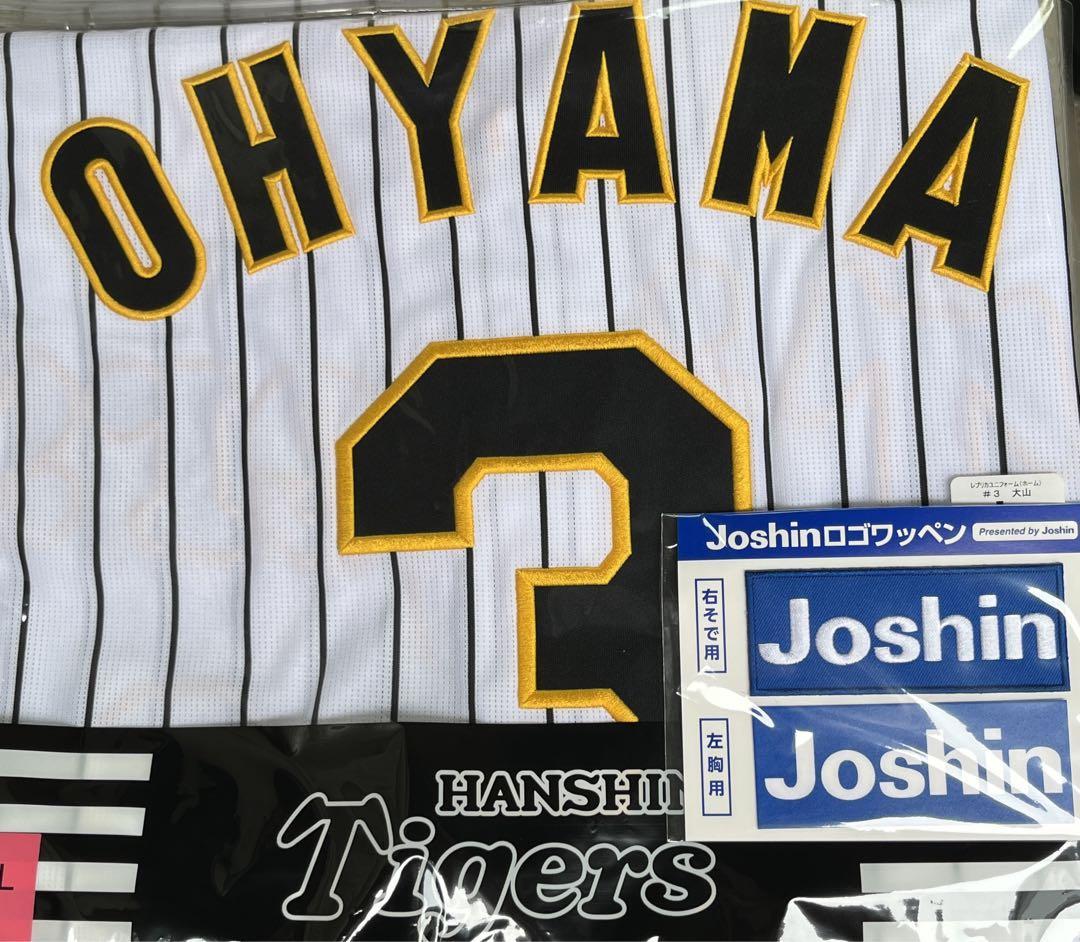 OHYAMA
3
レプリカユニフォーム(ホーム)
#3 大山
Joshinロゴワッペン
Presented by Joshin
右そで用
Joshin
左胸用
Joshin
HANSHIN
Tigers
L